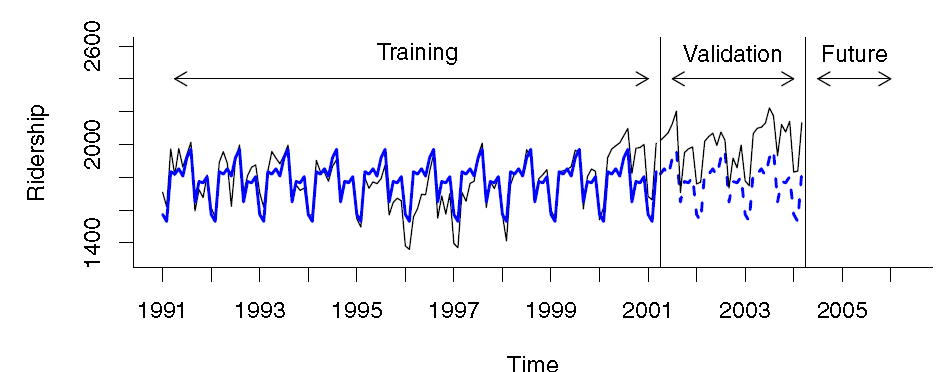 Training
Validation
Future
Ridership
2600
2000
1400
1991 1993 1995 1997 1999 2001 2003 2005
Time